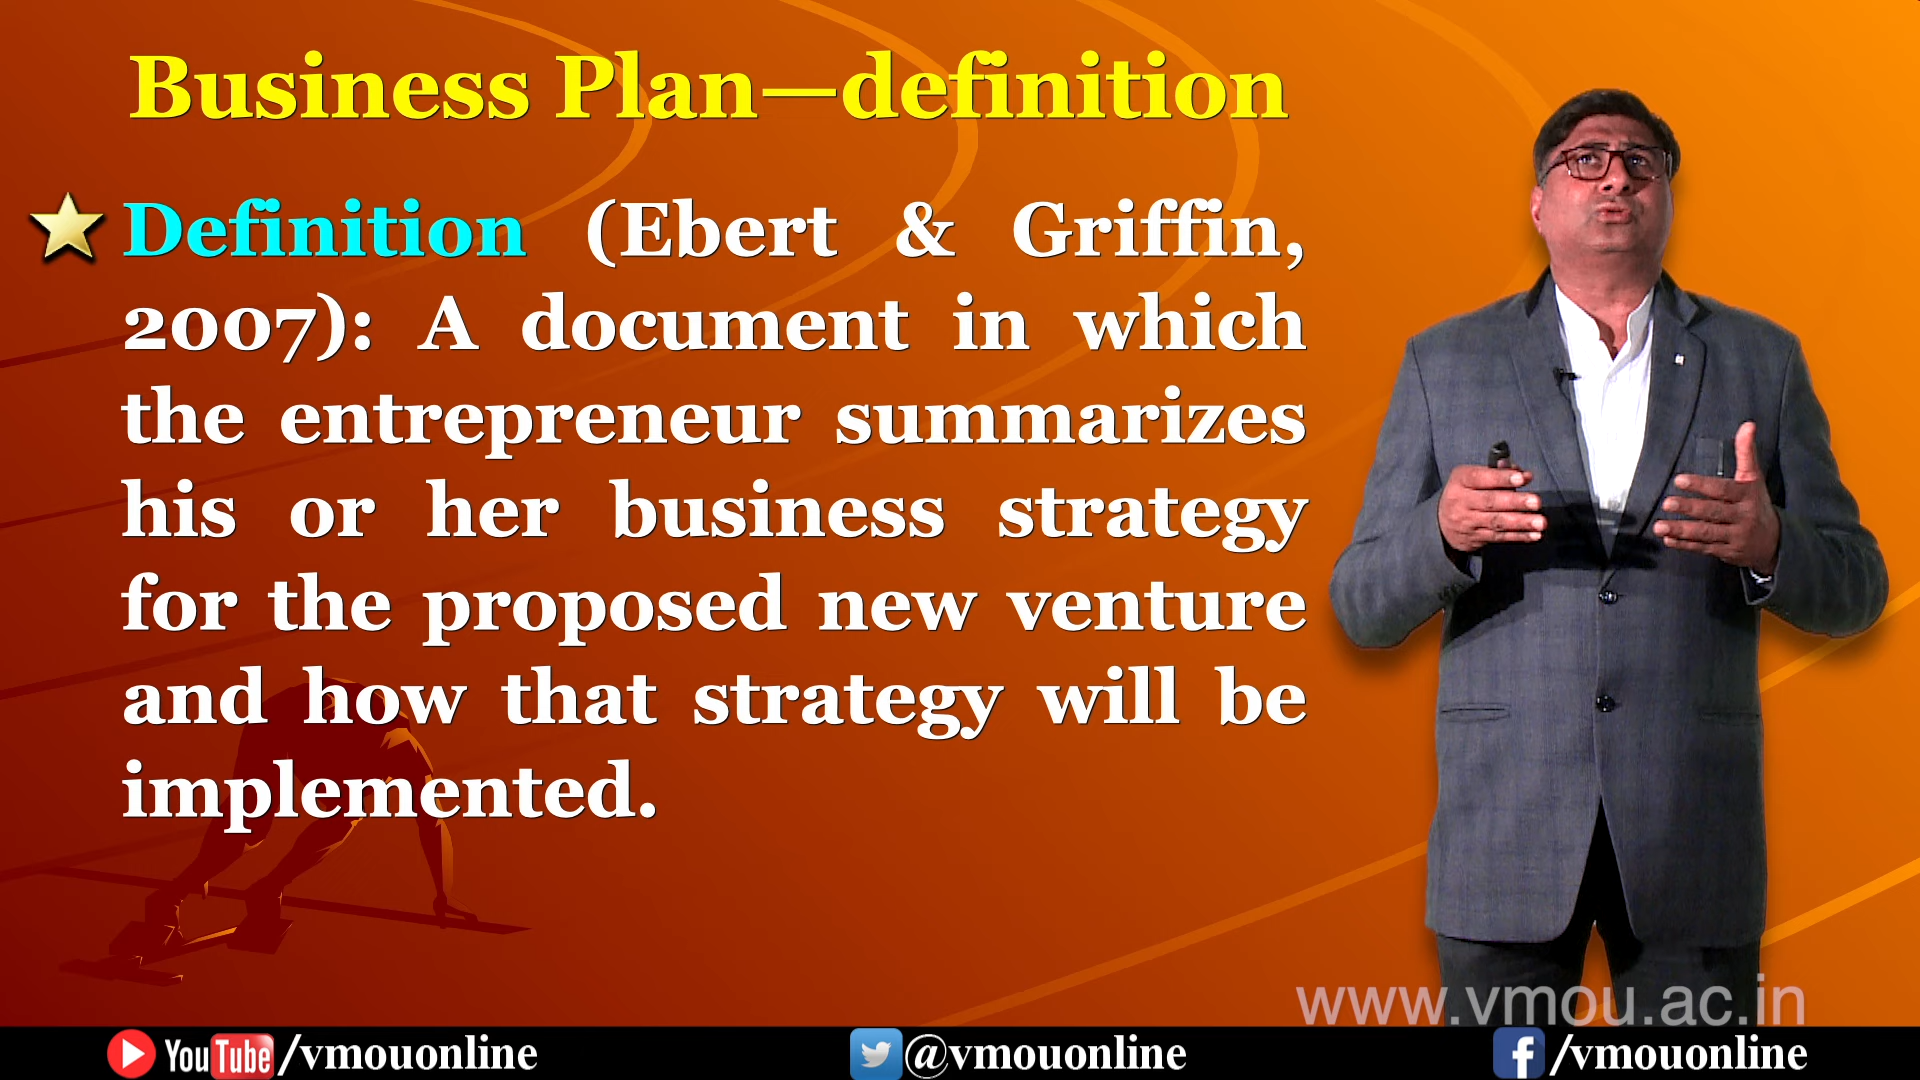 Business Plan—definition
Definition (Ebert & Griffin,
2007): A document in which
the entrepreneur summarizes
his or her business strategy
for the proposed new venture
and how that strategy will be
implemented.
www.vmou.ac.in
YouTube /vmouonline
@vmouonline
f /vmouonline